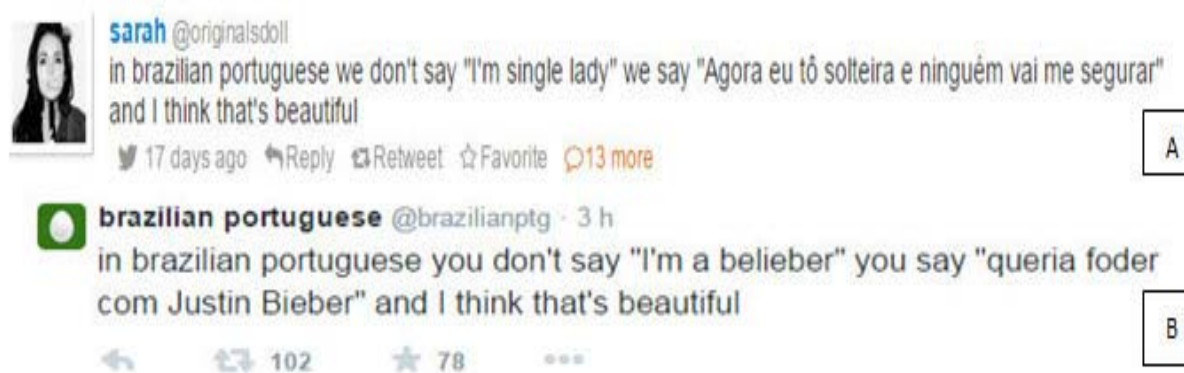 sarah @originalsdoll
in brazilian portuguese we don't say "I'm single lady" we say "Agora eu tô solteira e ninguém vai me segurar"
and I think that's beautiful
17 days ago Reply Retweet Favorite 13 more
A
brazilian portuguese @brazilianptg · 3 h
in brazilian portuguese you don't say "I'm a belieber" you say "queria foder
com Justin Bieber" and I think that's beautiful
B
102 78